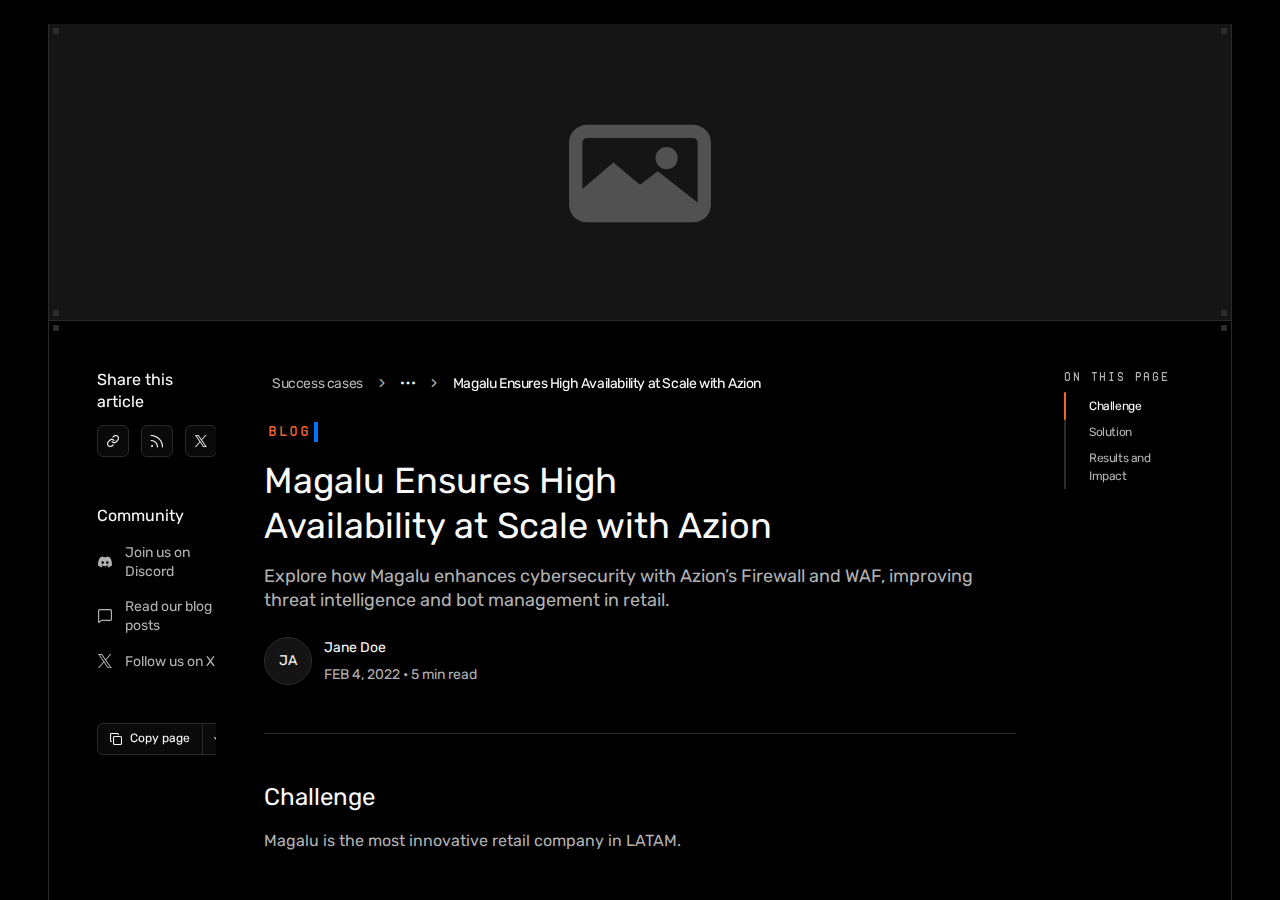 Share this
article
Community
Join us on
Discord
Read our blog
posts
Follow us on X
Copy page
Success cases
Magalu Ensures High Availability at Scale with Azion
BLOG
Magalu Ensures High
Availability at Scale with Azion
Explore how Magalu enhances cybersecurity with Azion’s Firewall and WAF, improving
threat intelligence and bot management in retail.
JA
Jane Doe
FEB 4, 2022 • 5 min read
Challenge
Magalu is the most innovative retail company in LATAM.
ON THIS PAGE
Challenge
Solution
Results and
Impact